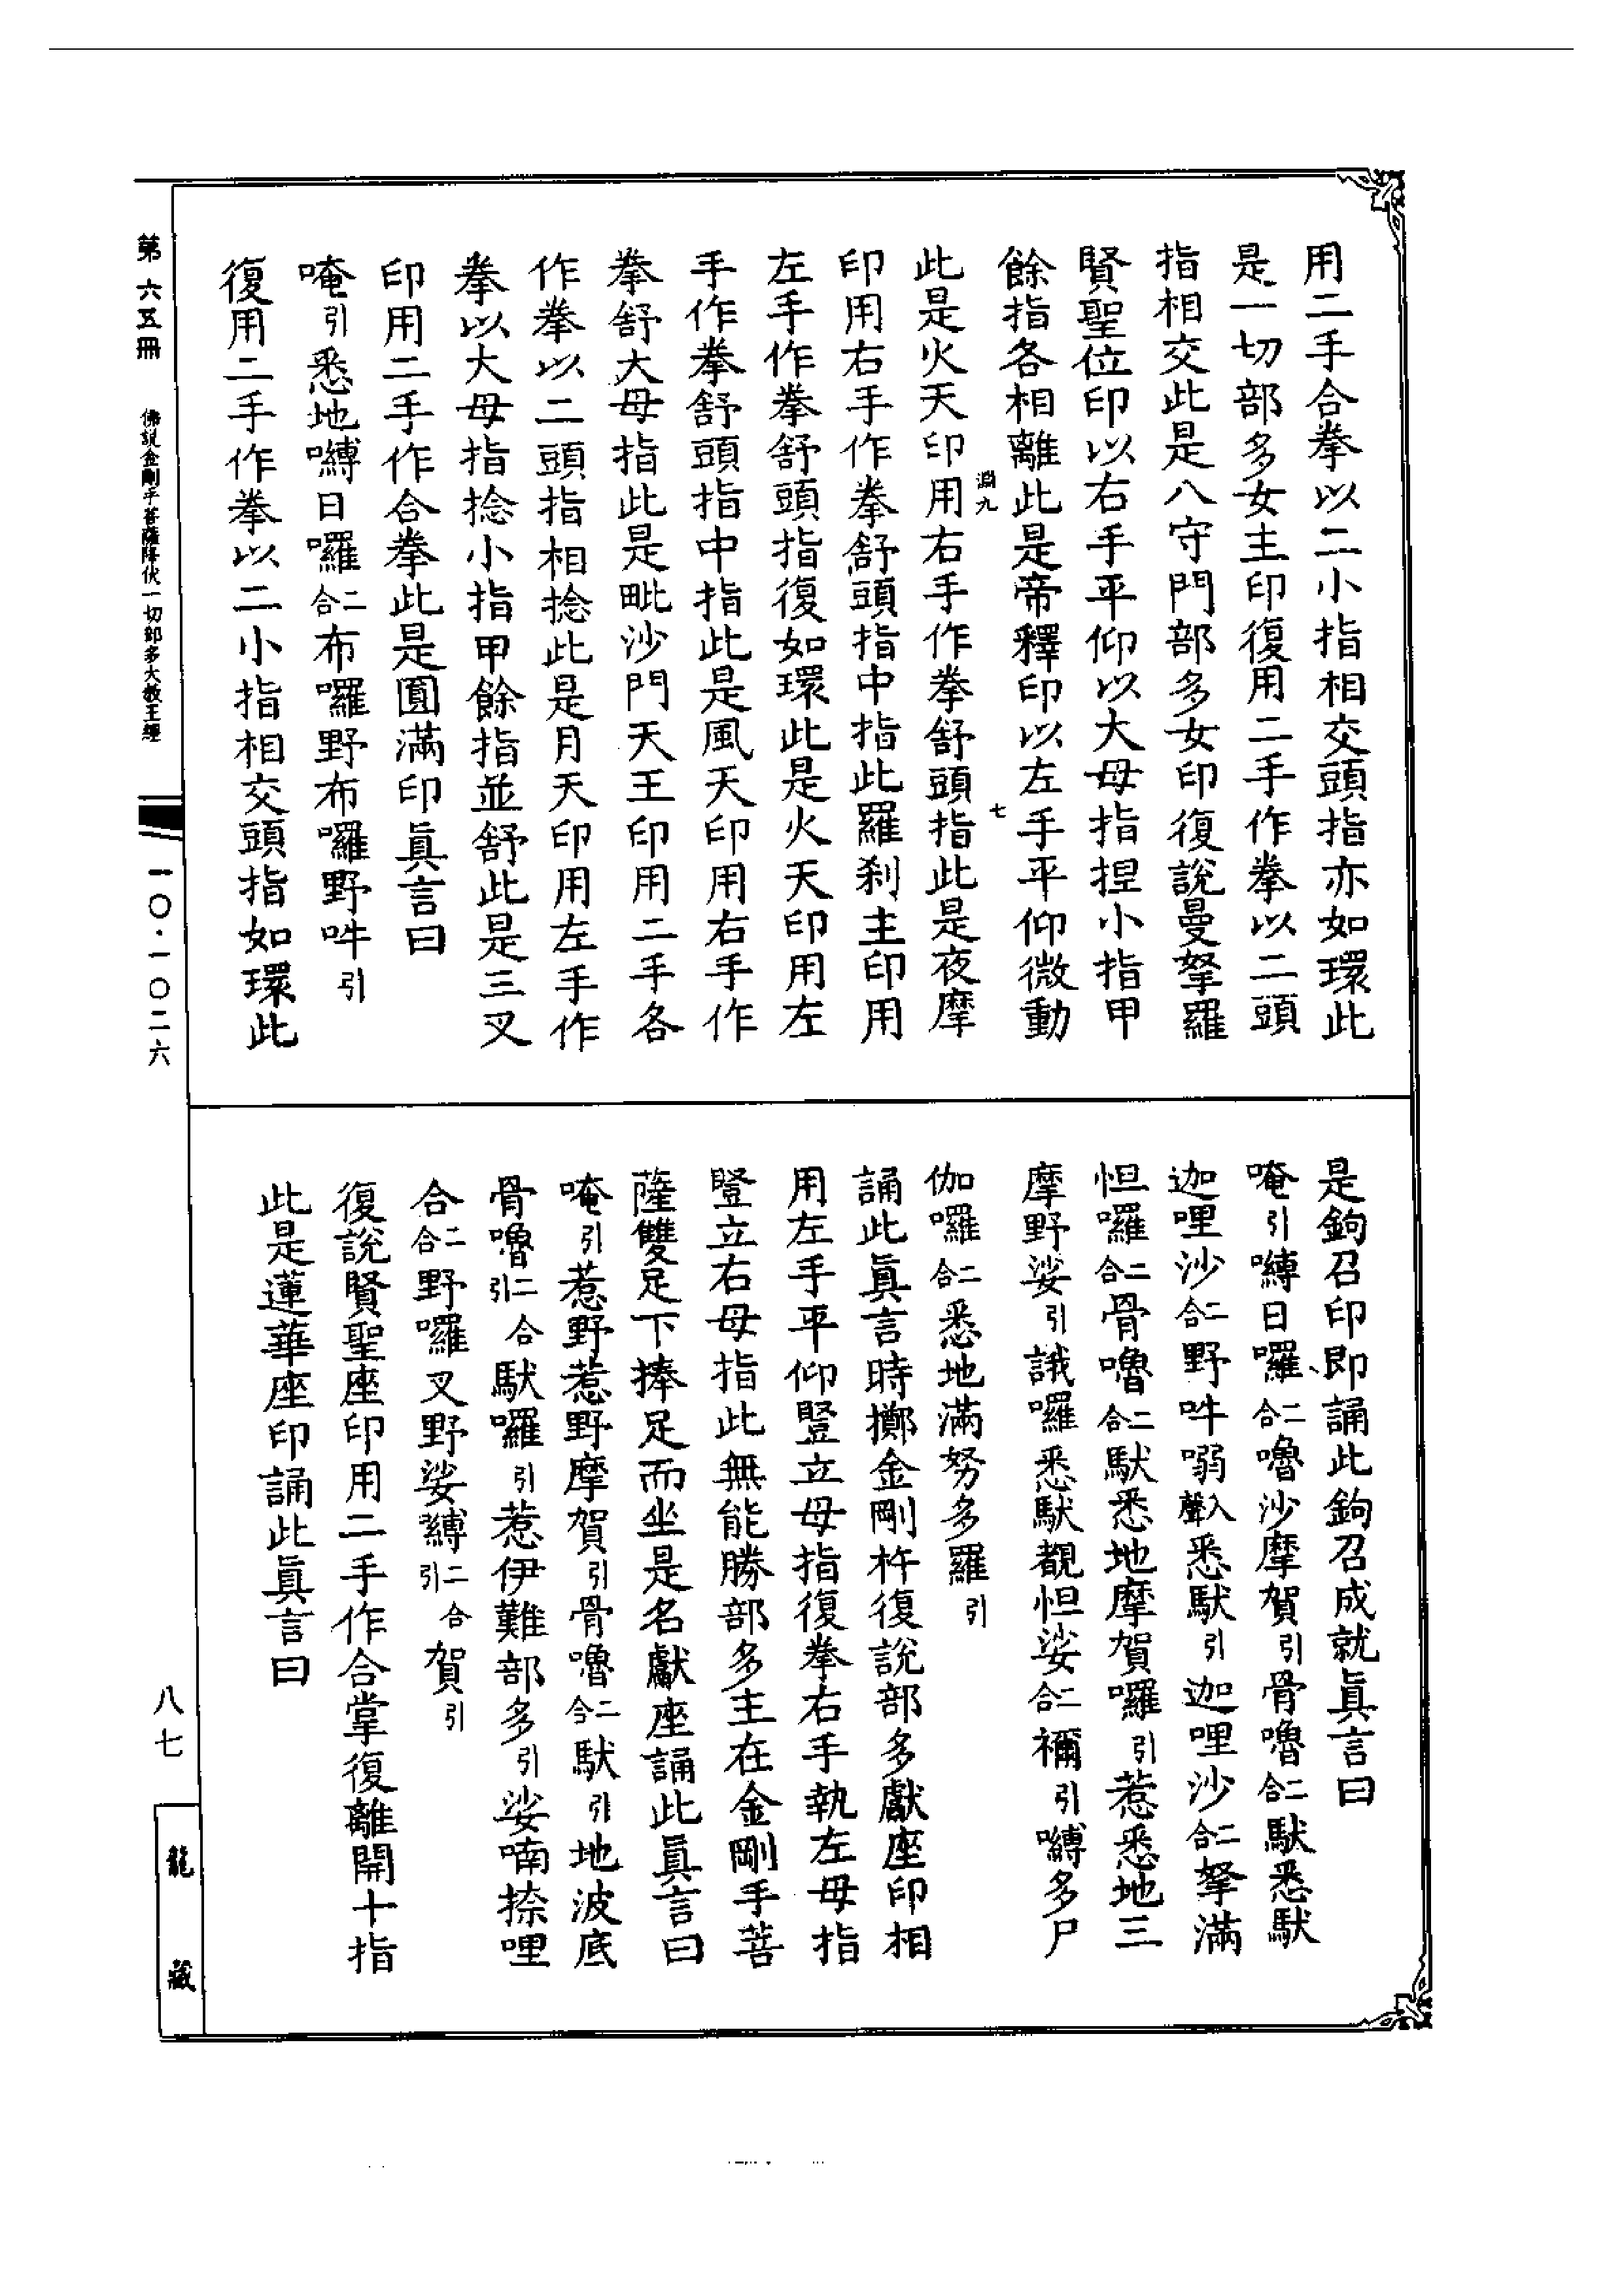 用二手合拳以二小指相交頭指亦如環此
是一切部多女主印復用二手作拳以二頭
指相交此是八守門部多女印復說曼拏羅
賢聖位印以右手平仰以大母指捏小指甲
餘指各相離此是帝釋印以左手平仰微動
淵九 七
此是火天印用右手作拳舒頭指此是夜摩
印用右手作拳舒頭指中指此羅刹主印用
左手作拳舒頭指復如環此是火天印用左
手作拳舒頭指中指此是風天印用右手作
拳舒大母指此是毗沙門天王印用二手各
作拳以二頭指相捻此是月天印用左手作
拳以大母指捻小指甲餘指並舒此是三叉
印用二手作合拳此是圓滿印眞言曰
唵引悉地嚩日囉二合布囉野布囉野吽引
復用二手作拳以二小指相交頭指如環此
是鉤召印即誦此鉤召成就眞言曰
唵引嚩日囉二合嚕沙摩賀引骨嚕二合馱悉馱
迦哩沙二合野吽嗗入聲悉馱引迦哩沙二合拏滿
怛囉二合骨嚕二合馱悉地摩賀囉引惹悉地三
摩野娑引誐囉悉馱覩怛娑二合禰引嚩多尸
伽囉二合悉地滿努多羅引
誦此眞言時擲金剛杵復說部多獻座印相
用左手平仰豎立母指復拳右手執左母指
豎立右母指此無能勝部多主在金剛手菩
薩雙足下捧足而坐是名獻座誦此眞言曰
唵引惹野惹野摩賀引骨嚕二合馱引地波底
骨嚕二合引馱囉引惹伊難部多引娑喃捺哩
合二合野囉叉野娑嚩二合引賀引
復說賢聖座印用二手作合掌復離開十指
此是蓮華座印誦此眞言曰
第六五冊 佛說金剛手菩薩降伏一切部多大教王經 一〇·一〇二六 八七
龍藏